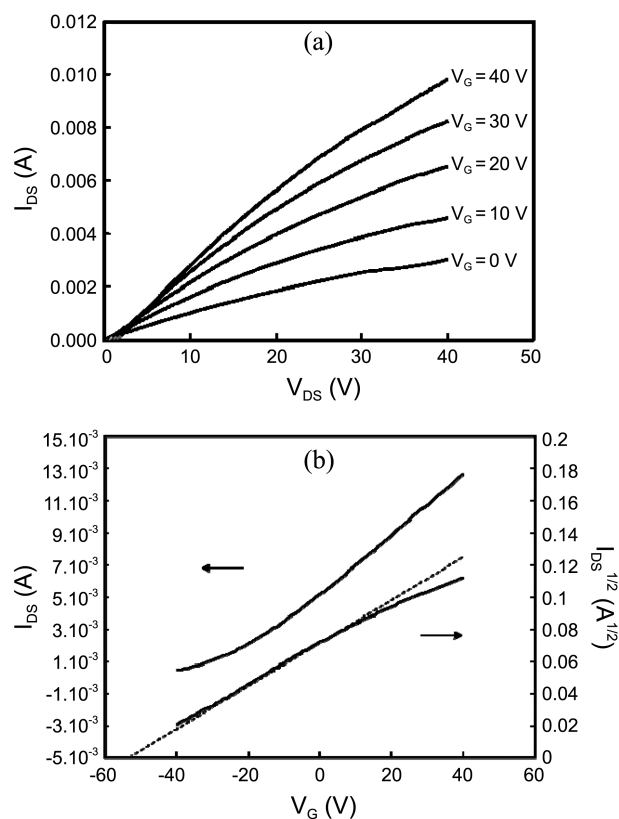 (a)
0.012
0.010
0.008
0.006
0.004
0.002
0.000
I_DS (A)
V_G = 40 V
V_G = 30 V
V_G = 20 V
V_G = 10 V
V_G = 0 V
0 10 20 30 40 50
V_DS (V)
(b)
15.10⁻³
13.10⁻³
11.10⁻³
9.10⁻³
7.10⁻³
5.10⁻³
3.10⁻³
1.10⁻³
-1.10⁻³
-3.10⁻³
-5.10⁻³
I_DS (A)
0.2
0.18
0.16
0.14
0.12
0.1
0.08
0.06
0.04
0.02
0
I_DS^1/2 (A^1/2)
-60 -40 -20 0 20 40 60
V_G (V)